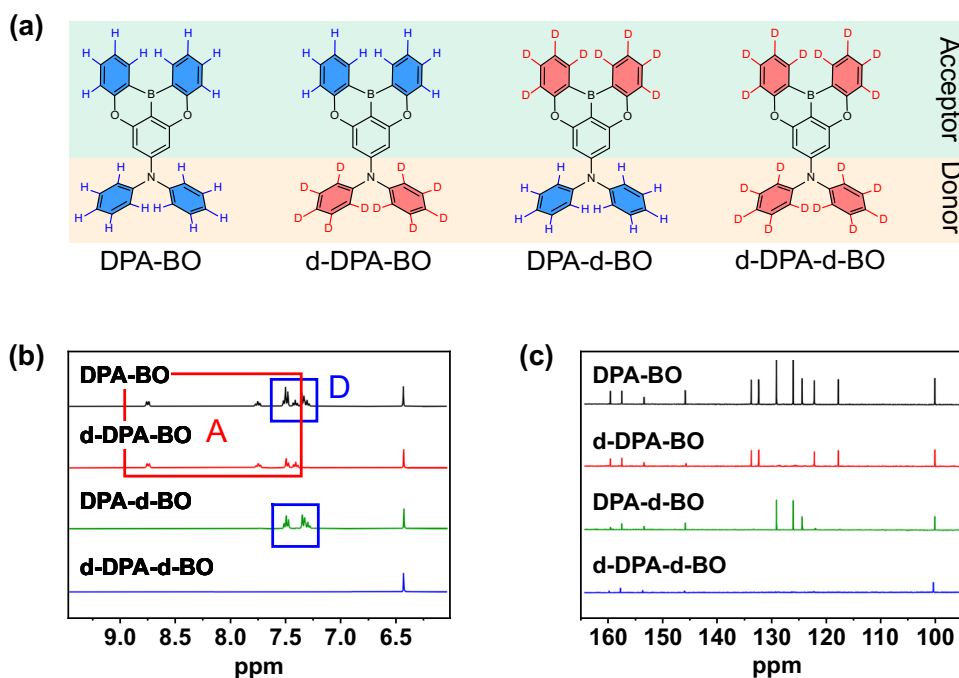 (a)
H H H H H H H H
B
O O
N
H H H H H H H H H H
DPA-BO
H H H H H H H H
B
O O
N
D D D D D D D D D D
d-DPA-BO
D D D D D D D D
B
O O
N
H H H H H H H H H H
DPA-d-BO
D D D D D D D D
B
O O
N
D D D D D D D D D D
d-DPA-d-BO
Acceptor
Donor
(b)
DPA-BO
D
d-DPA-BO
A
DPA-d-BO
d-DPA-d-BO
9.0 8.5 8.0 7.5 7.0 6.5
ppm
(c)
DPA-BO
d-DPA-BO
DPA-d-BO
d-DPA-d-BO
160 150 140 130 120 110 100
ppm